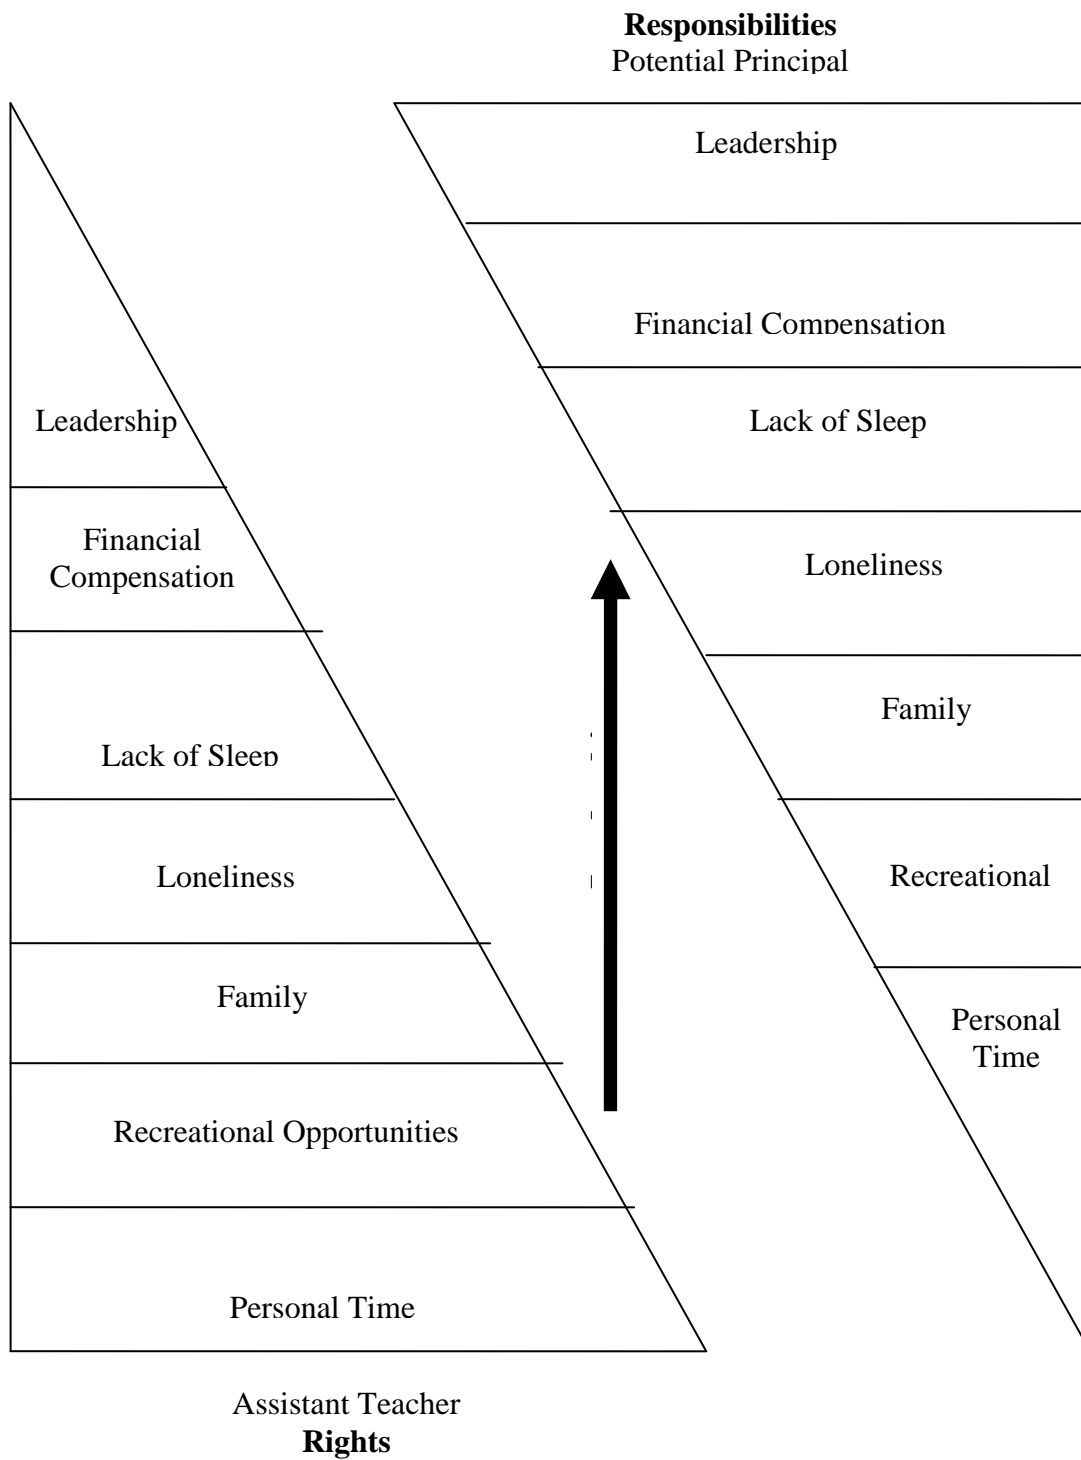 Responsibilities
Potential Principal
Leadership
Financial Compensation
Lack of Sleep
Loneliness
Family
Recreational
Personal
Time
Leadership
Financial
Compensation
Lack of Sleep
Loneliness
Family
Recreational Opportunities
Personal Time
Assistant Teacher
Rights